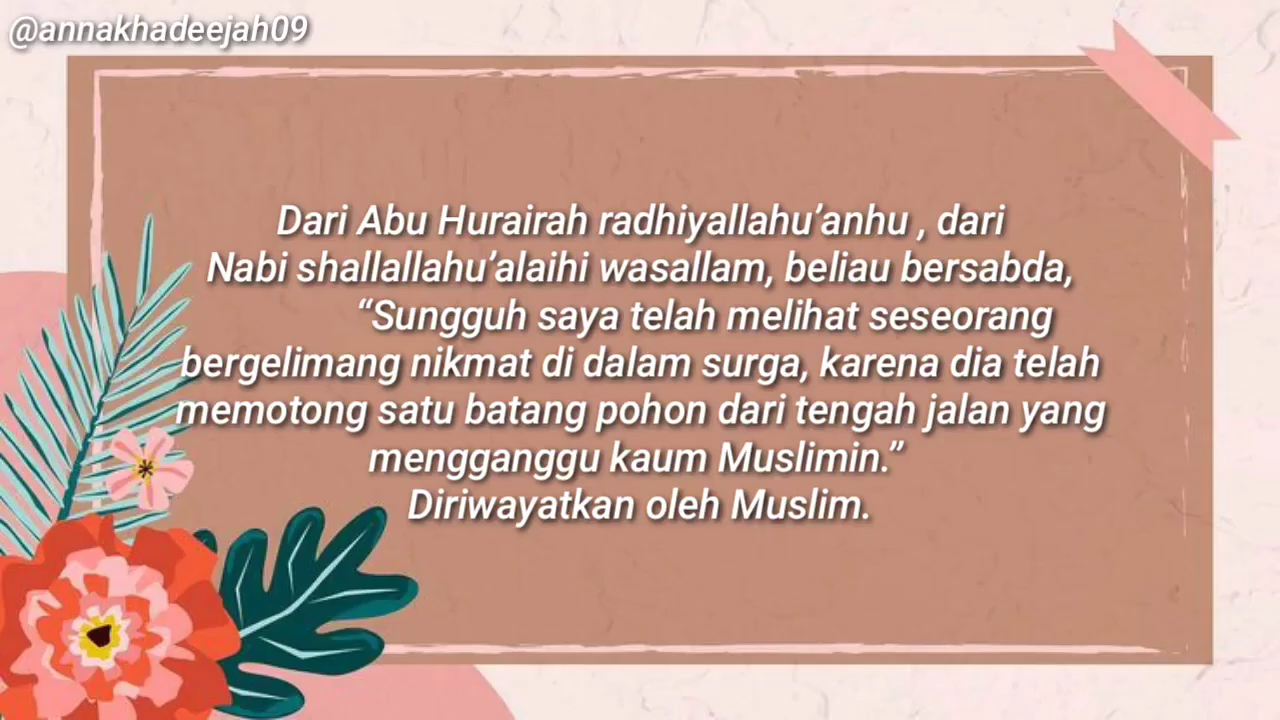 @annakhadeejah09
Dari Abu Hurairah radhiyallahu’anhu , dari
Nabi shallallahu’alaihi wasallam, beliau bersabda,
“Sungguh saya telah melihat seseorang
bergelimang nikmat di dalam surga, karena dia telah
memotong satu batang pohon dari tengah jalan yang
mengganggu kaum Muslimin.”
Diriwayatkan oleh Muslim.